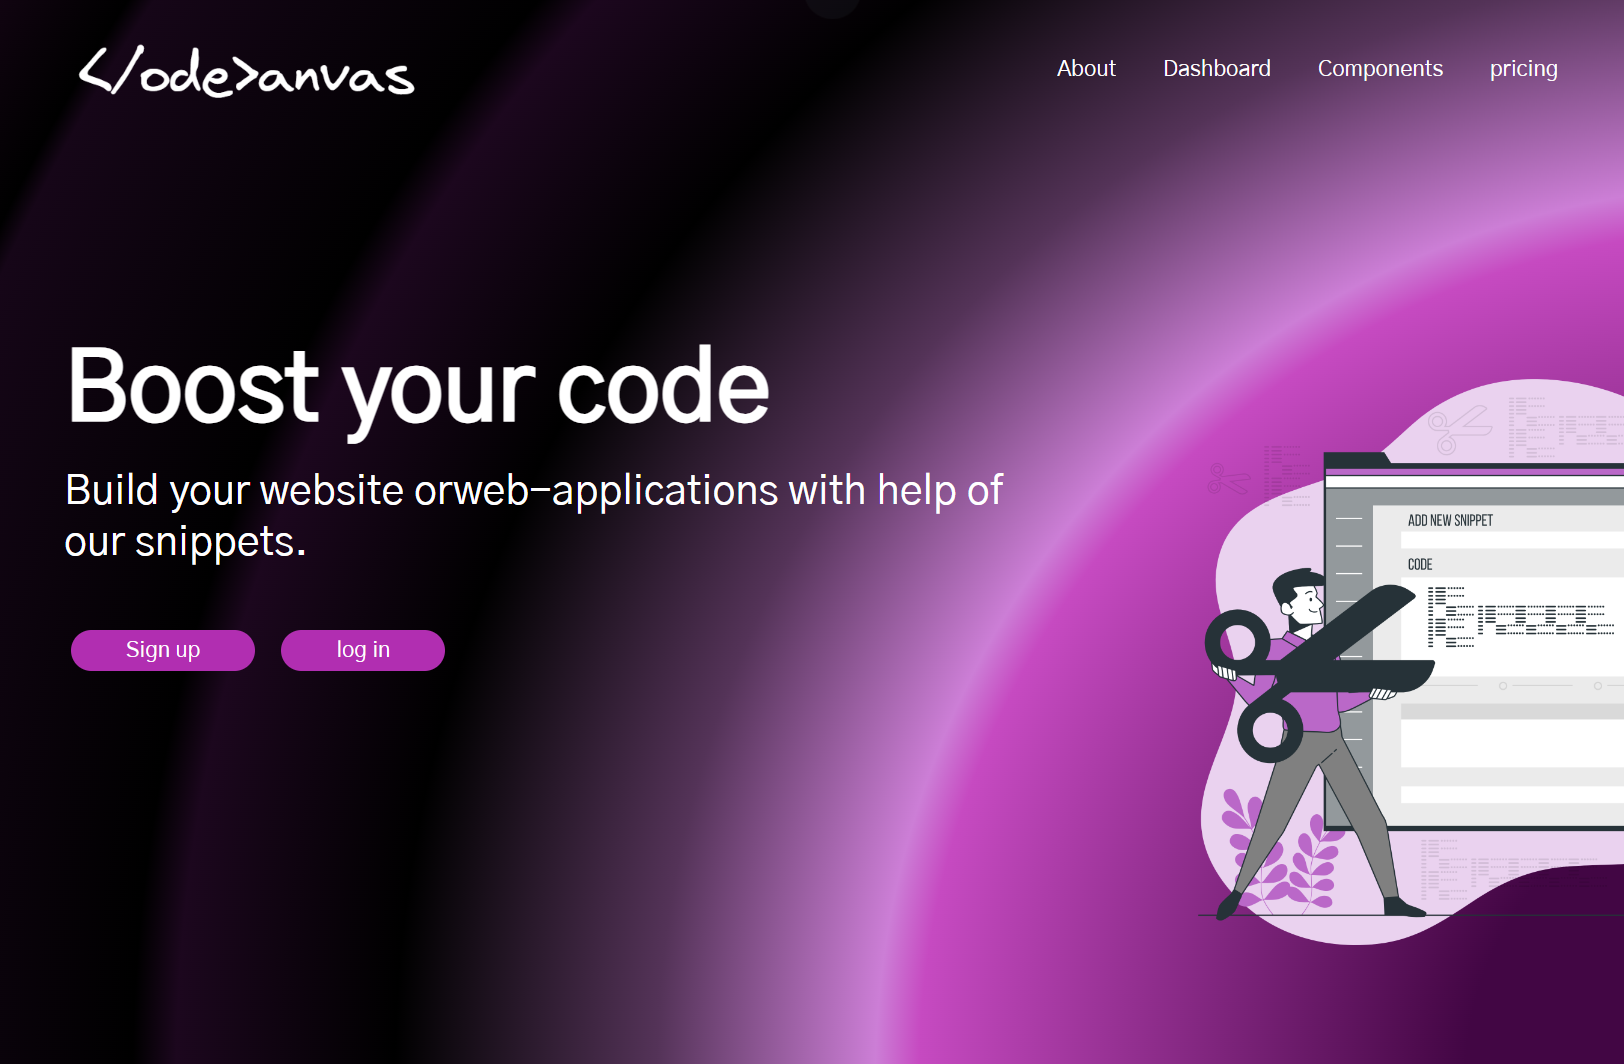 </ode>anvas
About Dashboard Components pricing
Boost your code
Build your website orweb-applications with help of
our snippets.
Sign up log in
ADD NEW SNIPPET
CODE